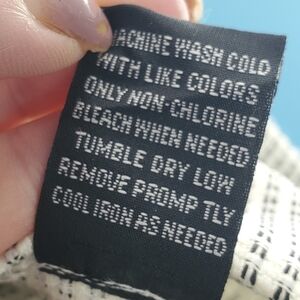 MACHINE WASH COLD
WITH LIKE COLORS
ONLY NON-CHLORINE
BLEACH WHEN NEEDED
TUMBLE DRY LOW
REMOVE PROMP TLY
COOL IRON AS NEEDED